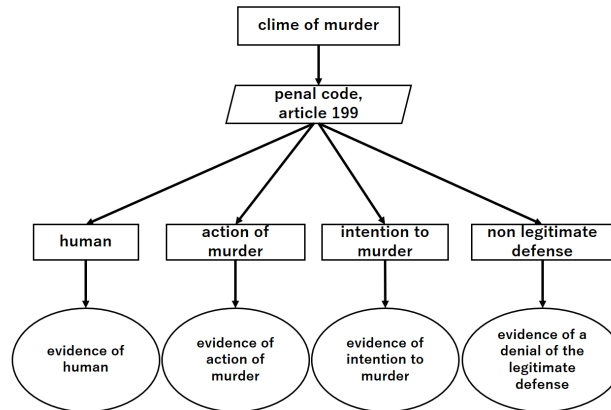 clime of murder
penal code,
article 199
human
action of
murder
intention to
murder
non legitimate
defense
evidence of
human
evidence of
action of
murder
evidence of
intention to
murder
evidence of a
denial of the
legitimate
defense